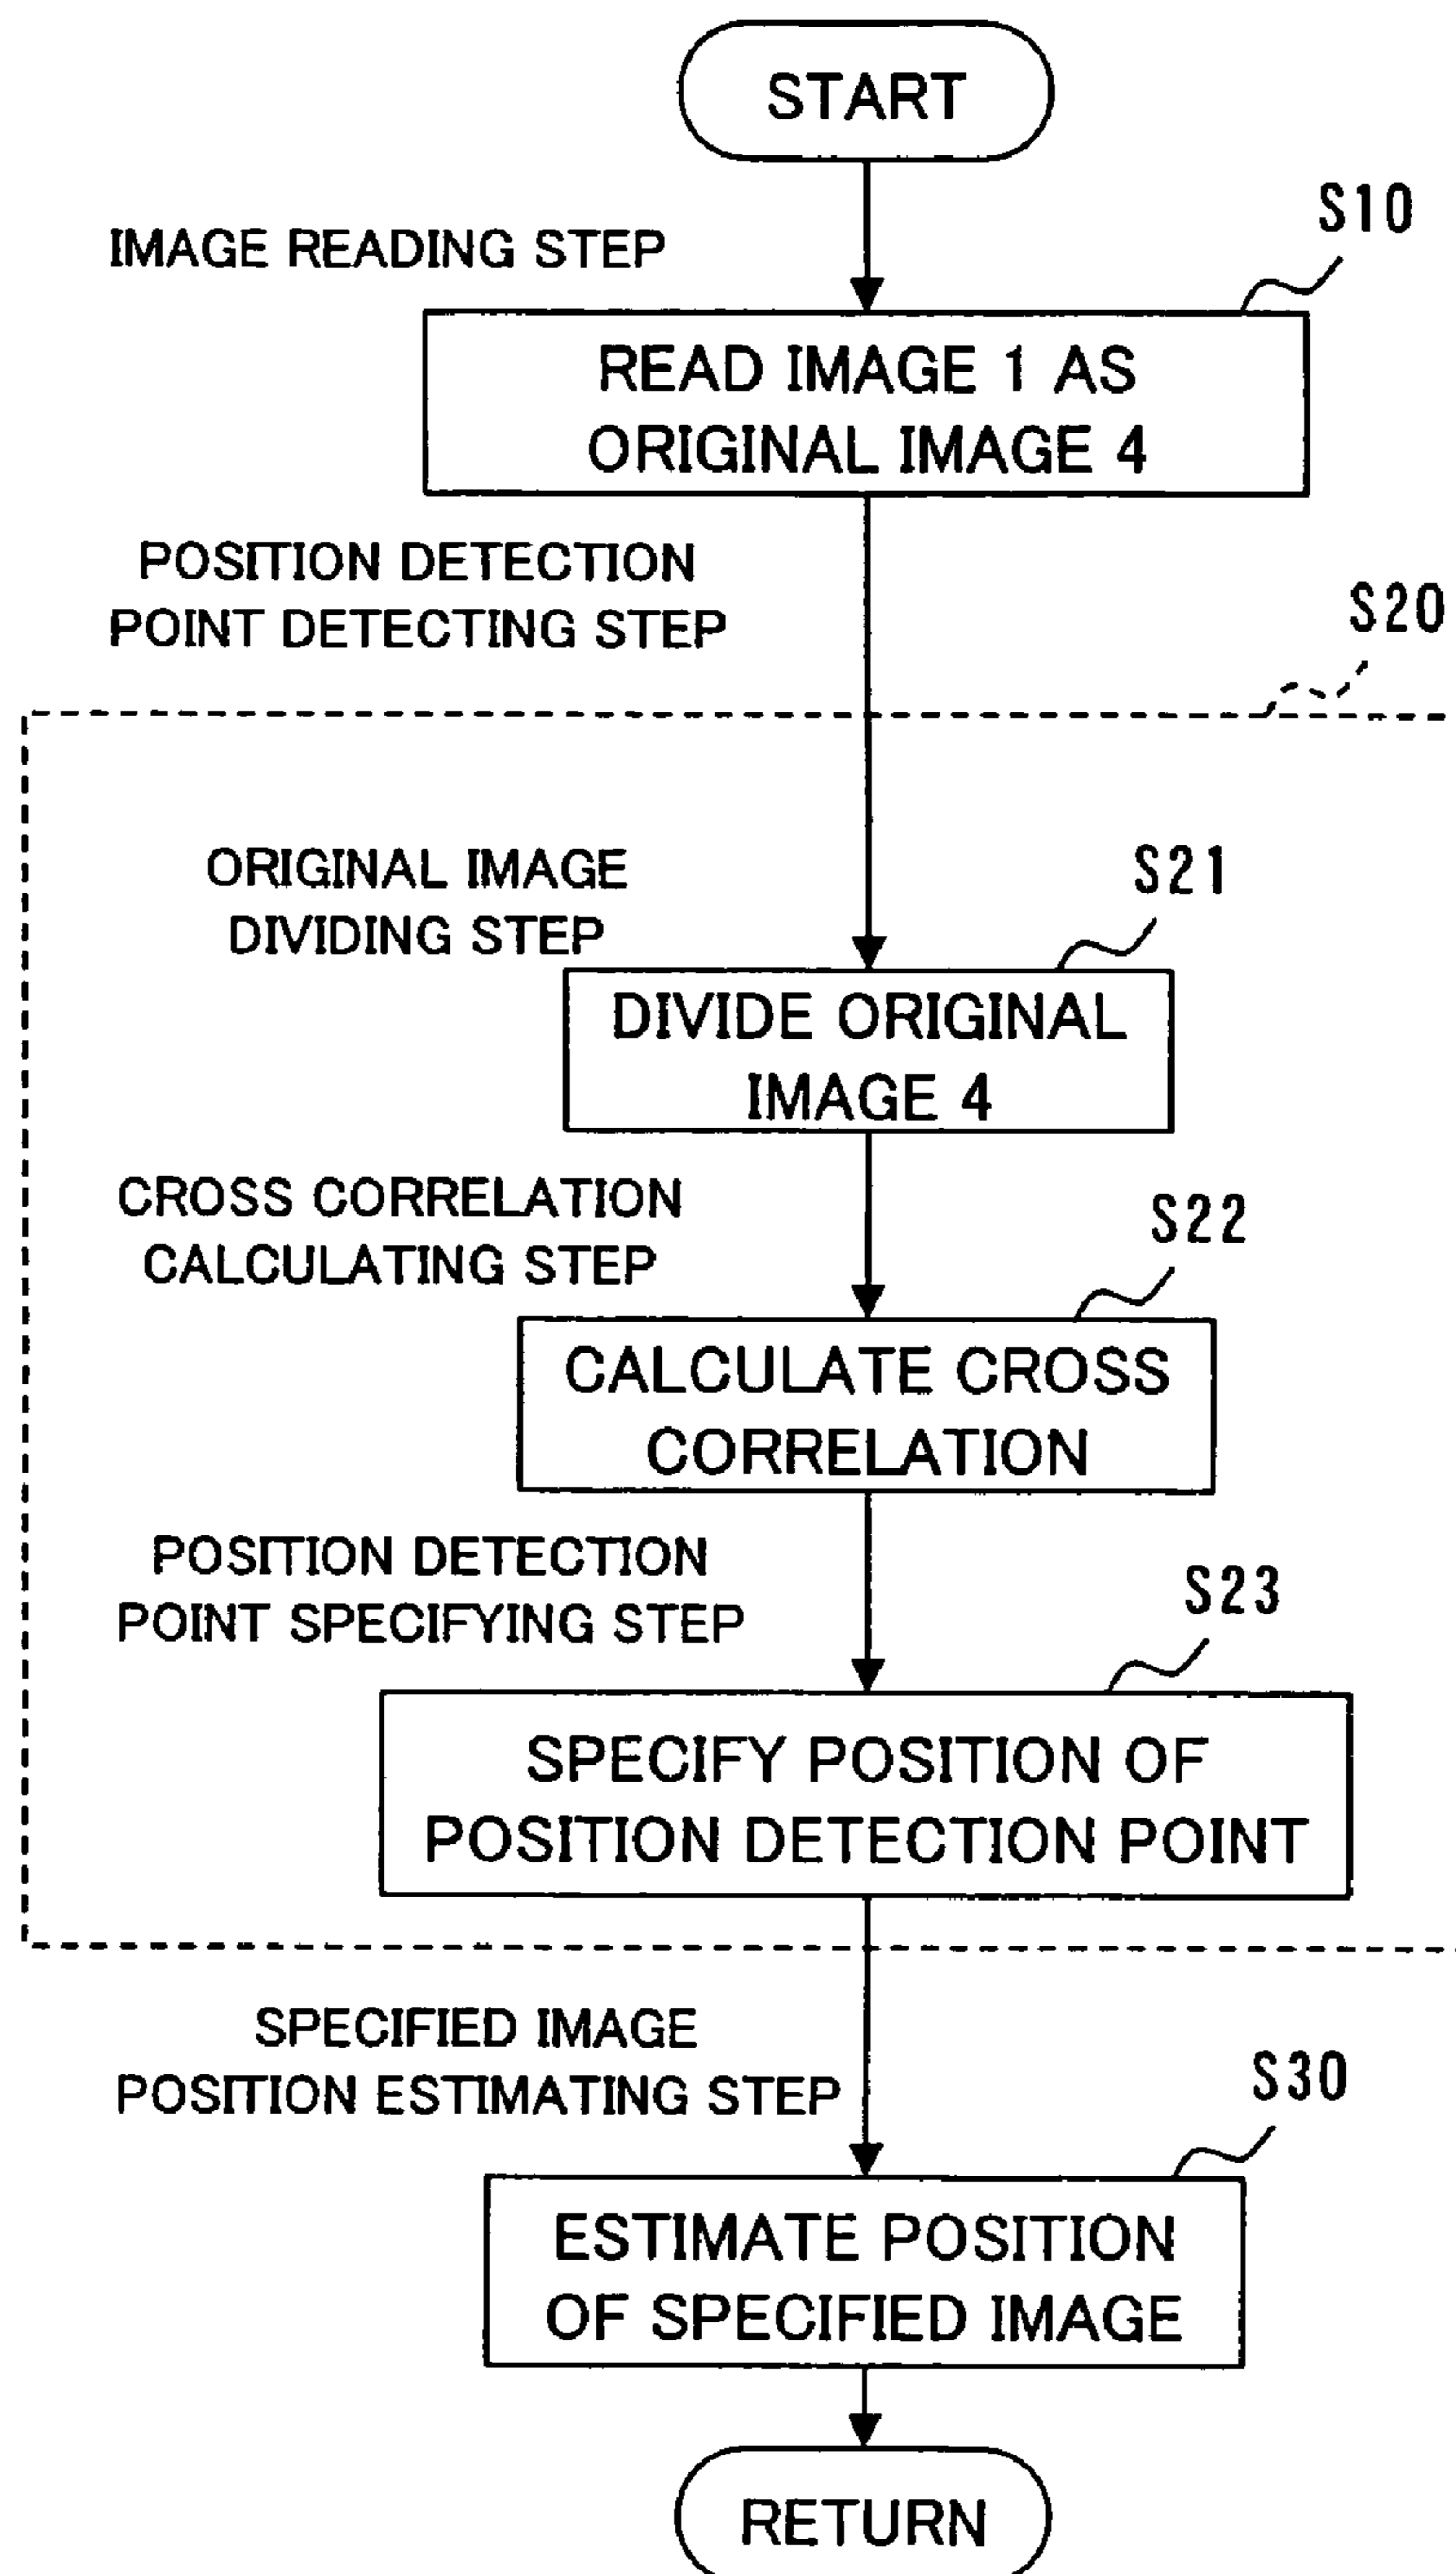 START
S10
IMAGE READING STEP
READ IMAGE 1 AS
ORIGINAL IMAGE 4
POSITION DETECTION
POINT DETECTING STEP
S20
ORIGINAL IMAGE
DIVIDING STEP
S21
DIVIDE ORIGINAL
IMAGE 4
CROSS CORRELATION
CALCULATING STEP
S22
CALCULATE CROSS
CORRELATION
POSITION DETECTION
POINT SPECIFYING STEP
S23
SPECIFY POSITION OF
POSITION DETECTION POINT
SPECIFIED IMAGE
POSITION ESTIMATING STEP
S30
ESTIMATE POSITION
OF SPECIFIED IMAGE
RETURN